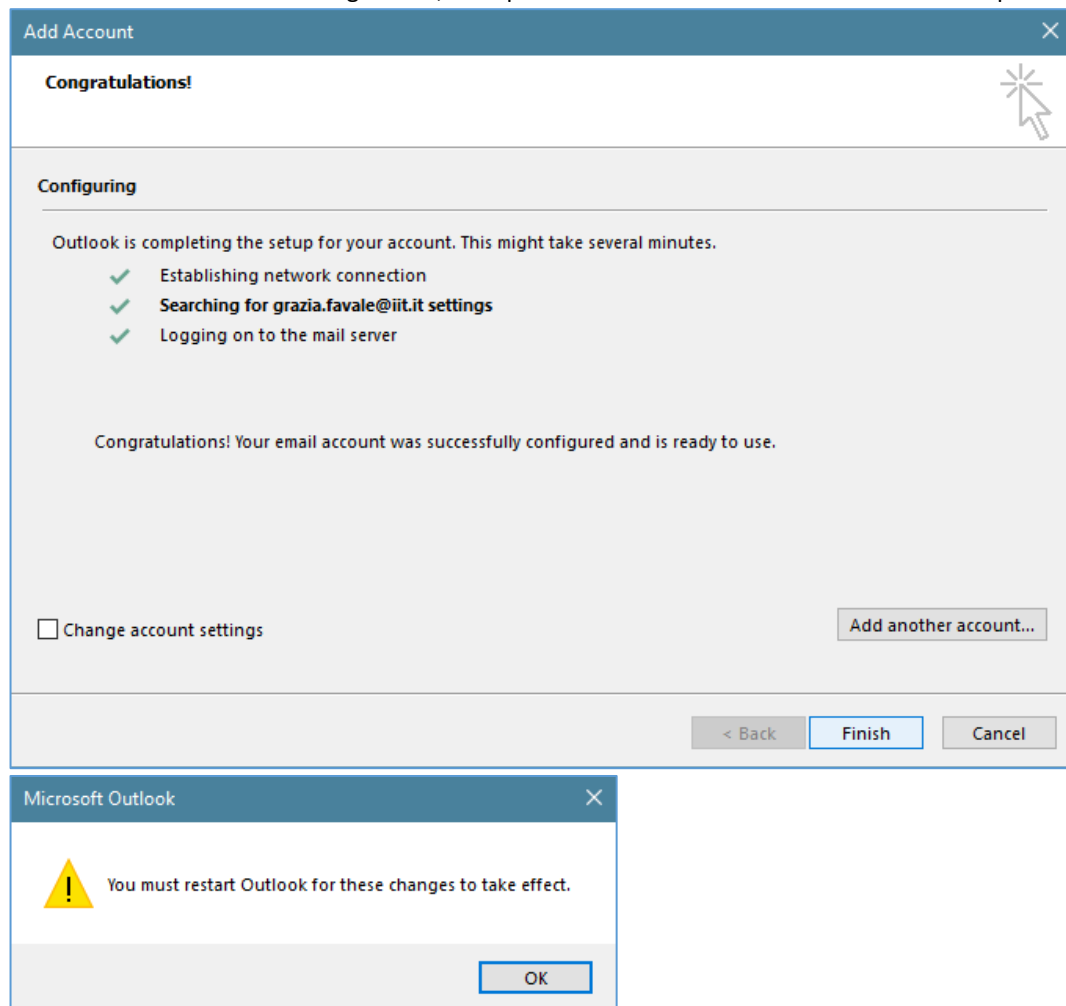 Add Account
Congratulations!
Configuring
Outlook is completing the setup for your account. This might take several minutes.
Establishing network connection
Searching for grazia.favale@iit.it settings
Logging on to the mail server
Congratulations! Your email account was successfully configured and is ready to use.
Change account settings
Add another account...
< Back Finish Cancel
Microsoft Outlook
You must restart Outlook for these changes to take effect.
OK